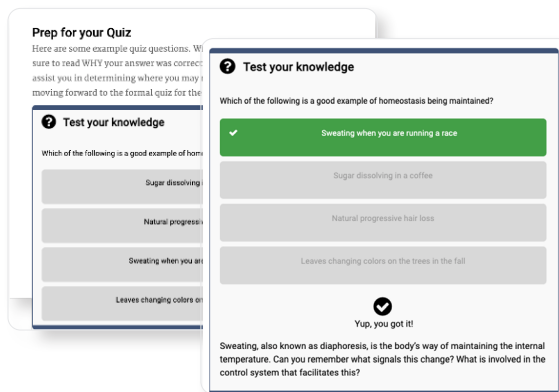 Prep for your Quiz
Here are some example quiz questions. W
sure to read WHY your answer was correc
assist you in determining where you may
moving forward to the formal quiz for the
Test your knowledge
Which of the following is a good example of hom
Sugar dissolving
Natural progressi
Sweating when you are
Leaves changing colors o
Test your knowledge
Which of the following is a good example of homeostasis being maintained?
Sweating when you are running a race
Sugar dissolving in a coffee
Natural progressive hair loss
Leaves changing colors on the trees in the fall
Yup, you got it!
Sweating, also known as diaphoresis, is the body's way of maintaining the internal
temperature. Can you remember what signals this change? What is involved in the
control system that facilitates this?